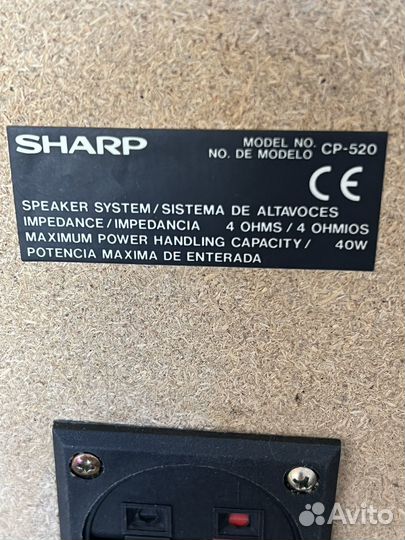 SHARP
MODEL NO. CP-520
NO. DE MODELO
CE
SPEAKER SYSTEM/SISTEMA DE ALTAVOCES
IMPEDANCE/IMPEDANCIA 4 OHMS/4 OHMIOS
MAXIMUM POWER HANDLING CAPACITY/ 40W
POTENCIA MAXIMA DE ENTERADA
Avito